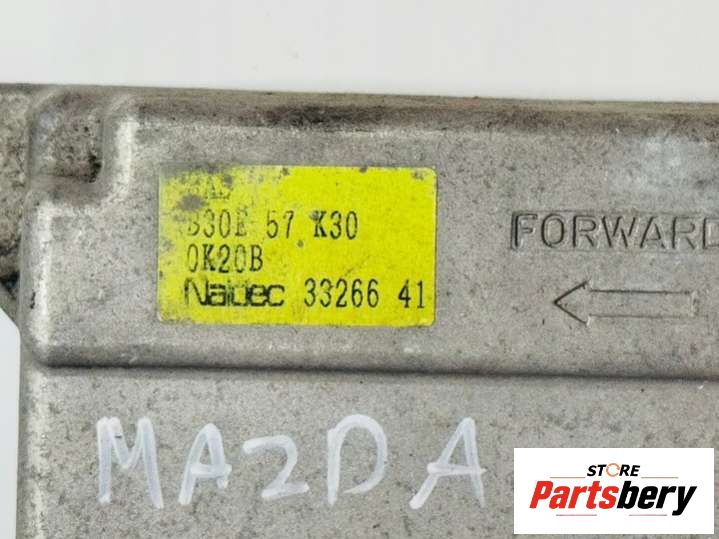 B30E 57 K30
0K20B
Naldec 33266 41
FORWARD
MAZDA
STORE
Partsbery